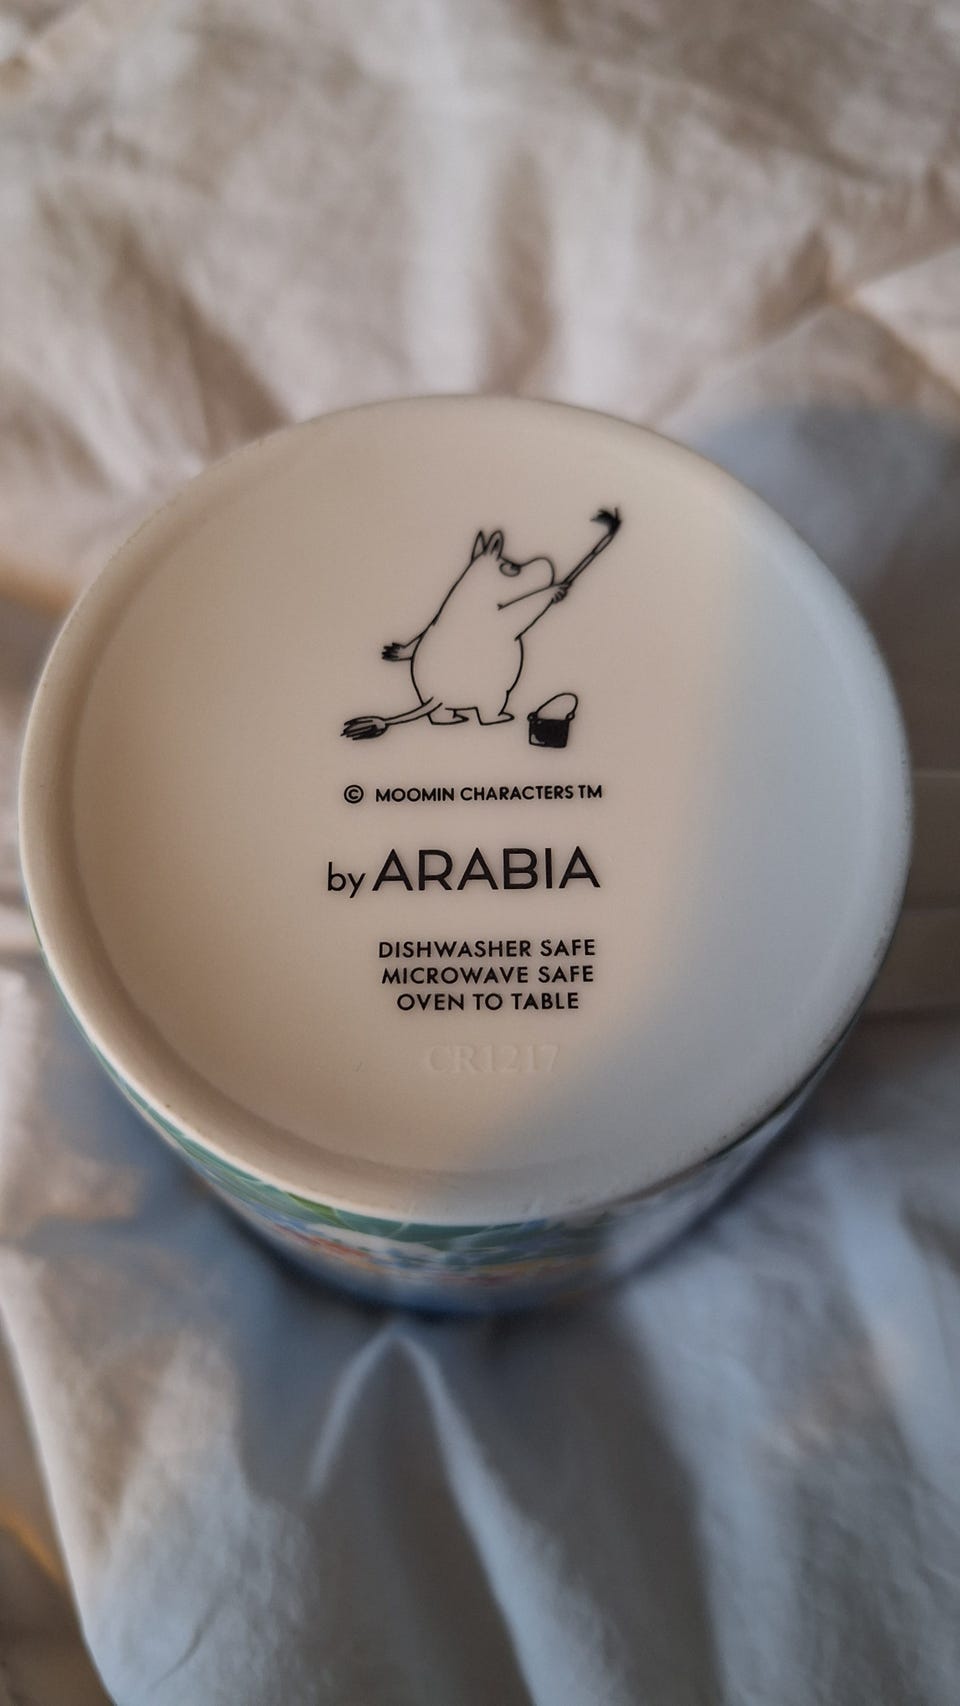 © MOOMIN CHARACTERS TM
by ARABIA
DISHWASHER SAFE
MICROWAVE SAFE
OVEN TO TABLE
CR1217